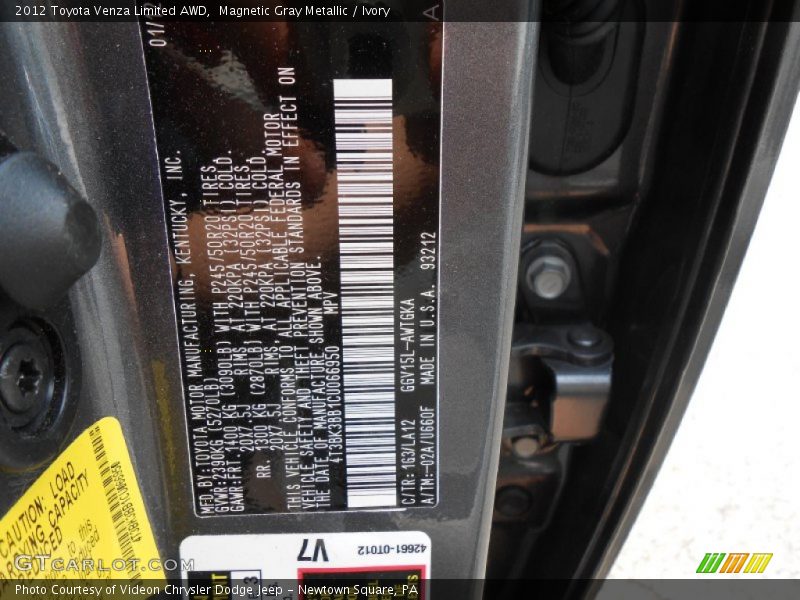 2012 Toyota Venza Limited AWD,  Magnetic Gray Metallic / Ivory
01/
A
MFD. BY: TOYOTA MOTOR MANUFACTURING, KENTUCKY, INC.
GVWR: 2390KG (5270LB)
GAWR: FRT. 1400 KG (3090LB) WITH P245/50R20 TIRES,
20X7.5J RIMS, AT 220KPA (32PSI) COLD.
RR. 1300 KG (2870LB) WITH P245/50R20 TIRES,
20X7.5J RIMS, AT 220KPA (32PSI) COLD.
THIS VEHICLE CONFORMS TO ALL APPLICABLE FEDERAL MOTOR
VEHICLE SAFETY AND THEFT PREVENTION STANDARDS IN EFFECT ON
THE DATE OF MANUFACTURE SHOWN ABOVE.
4T3BK3BB1CU066950 MPV
C/TR: 1G3/LA12 GGV15L-AWTGKA
A/TM:-02A/U660F MADE IN U.S.A. 93212
CAUTION: LOAD
CARRYING CAPACITY
V7
42661-0T012
GTCarLot.com
Photo Courtesy of Videon Chrysler Dodge Jeep - Newtown Square, PA